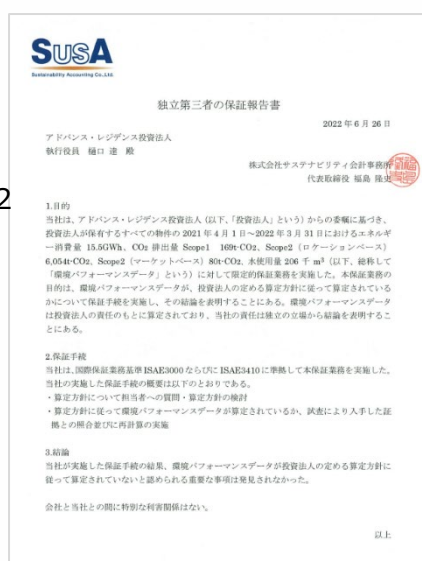 SusA
Sustainability Accounting Co.,Ltd.
独立第三者の保証報告書
2022 年 6 月 26 日
アドバンス・レジデンス投資法人
執行役員 樋口 達 殿
株式会社サステナビリティ会計事務所
代表取締役 福島 隆史
2
1.目的
当社は、アドバンス・レジデンス投資法人（以下、「投資法人」という）からの委嘱に基づき、
投資法人が保有するすべての物件の 2021 年 4 月 1 日～2022 年 3 月 31 日におけるエネルギ
ー消費量 15.5GWh、CO2 排出量 Scope1 169t-CO2、Scope2（ロケーションベース）
6,054t-CO2、Scope2（マーケットベース）80t-CO2、水使用量 206 千 m³（以下、総称して
「環境パフォーマンスデータ」という）に対して限定的保証業務を実施した。本保証業務の
目的は、環境パフォーマンスデータが、投資法人の定める算定方針に従って算定されている
かについて保証手続を実施し、その結論を表明することにある。環境パフォーマンスデータ
は投資法人の責任のもとに算定されており、当社の責任は独立の立場から結論を表明するこ
とにある。
2.保証手続
当社は、国際保証業務基準 ISAE3000 ならびに ISAE3410 に準拠して本保証業務を実施した。
当社の実施した保証手続の概要は以下のとおりである。
・算定方針について担当者への質問・算定方針の検討
・算定方針に従って環境パフォーマンスデータが算定されているか、試査により入手した証
拠との照合並びに再計算の実施
3.結論
当社が実施した保証手続の結果、環境パフォーマンスデータが投資法人の定める算定方針に
従って算定されていないと認められる重要な事項は発見されなかった。
会社と当社との間に特別な利害関係はない。
以上